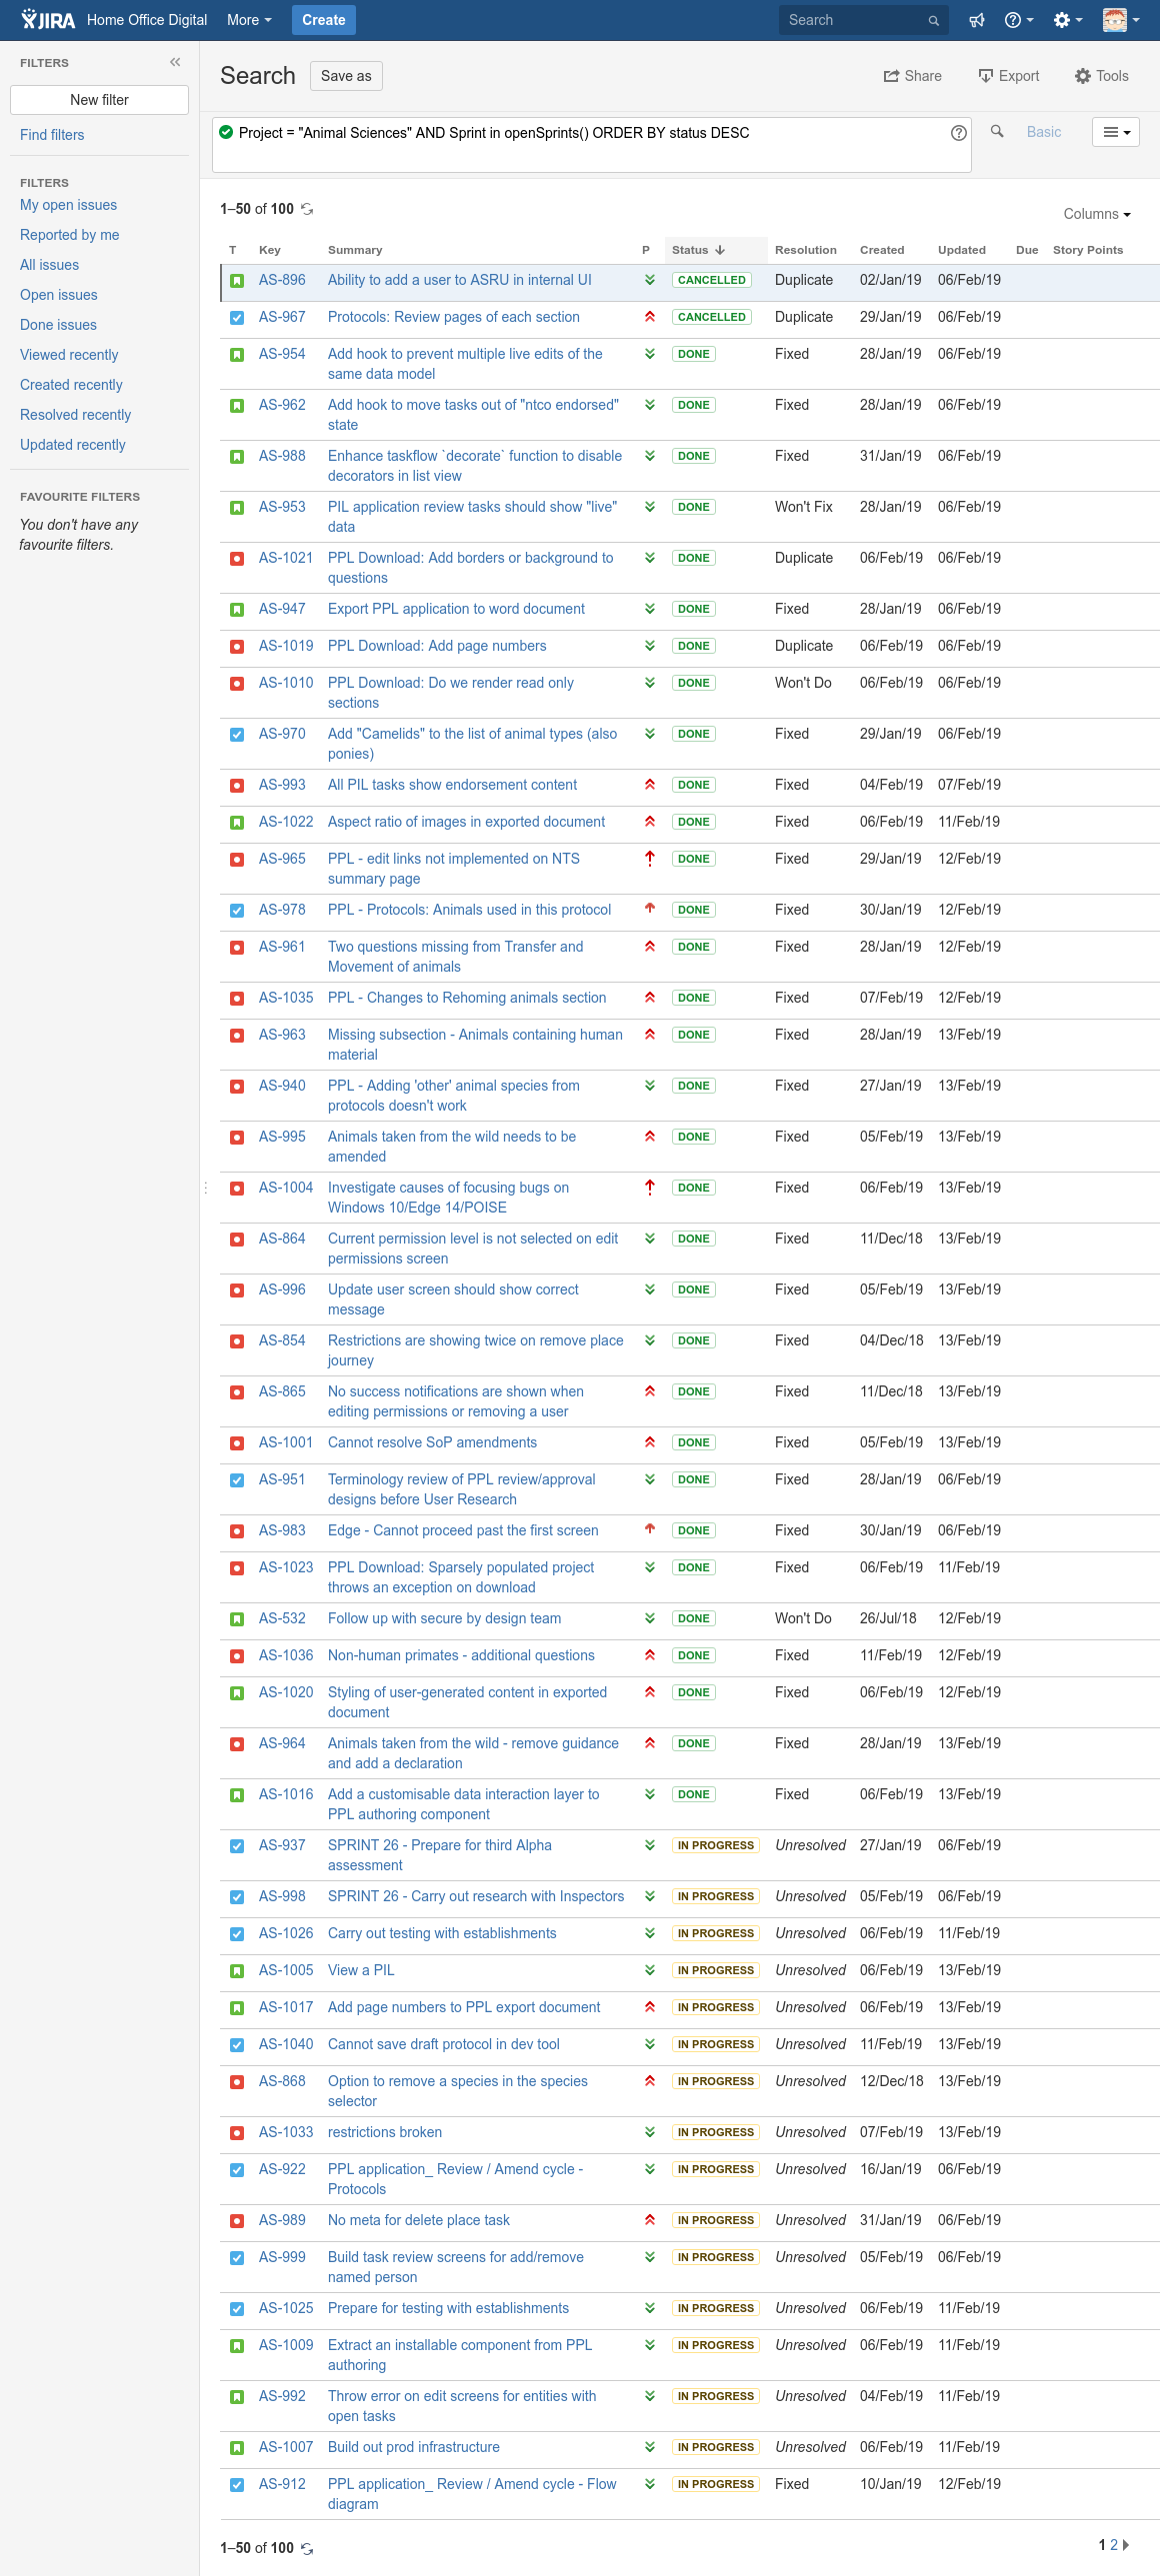 JIRA Home Office Digital More Create Search
FILTERS
New filter
Find filters
FILTERS
My open issues
Reported by me
All issues
Open issues
Done issues
Viewed recently
Created recently
Resolved recently
Updated recently
FAVOURITE FILTERS
You don't have any
favourite filters.
Search Save as Share Export Tools
Project = "Animal Sciences" AND Sprint in openSprints() ORDER BY status DESC Basic
1–50 of 100
Columns
T Key Summary P Status Resolution Created Updated Due Story Points
AS-896 Ability to add a user to ASRU in internal UI CANCELLED Duplicate 02/Jan/19 06/Feb/19
AS-967 Protocols: Review pages of each section CANCELLED Duplicate 29/Jan/19 06/Feb/19
AS-954 Add hook to prevent multiple live edits of the DONE Fixed 28/Jan/19 06/Feb/19
same data model
AS-962 Add hook to move tasks out of "ntco endorsed" DONE Fixed 28/Jan/19 06/Feb/19
state
AS-988 Enhance taskflow `decorate` function to disable DONE Fixed 31/Jan/19 06/Feb/19
decorators in list view
AS-953 PIL application review tasks should show "live" DONE Won't Fix 28/Jan/19 06/Feb/19
data
AS-1021 PPL Download: Add borders or background to DONE Duplicate 06/Feb/19 06/Feb/19
questions
AS-947 Export PPL application to word document DONE Fixed 28/Jan/19 06/Feb/19
AS-1019 PPL Download: Add page numbers DONE Duplicate 06/Feb/19 06/Feb/19
AS-1010 PPL Download: Do we render read only DONE Won't Do 06/Feb/19 06/Feb/19
sections
AS-970 Add "Camelids" to the list of animal types (also DONE Fixed 29/Jan/19 06/Feb/19
ponies)
AS-993 All PIL tasks show endorsement content DONE Fixed 04/Feb/19 07/Feb/19
AS-1022 Aspect ratio of images in exported document DONE Fixed 06/Feb/19 11/Feb/19
AS-965 PPL - edit links not implemented on NTS DONE Fixed 29/Jan/19 12/Feb/19
summary page
AS-978 PPL - Protocols: Animals used in this protocol DONE Fixed 30/Jan/19 12/Feb/19
AS-961 Two questions missing from Transfer and DONE Fixed 28/Jan/19 12/Feb/19
Movement of animals
AS-1035 PPL - Changes to Rehoming animals section DONE Fixed 07/Feb/19 12/Feb/19
AS-963 Missing subsection - Animals containing human DONE Fixed 28/Jan/19 13/Feb/19
material
AS-940 PPL - Adding 'other' animal species from DONE Fixed 27/Jan/19 13/Feb/19
protocols doesn't work
AS-995 Animals taken from the wild needs to be DONE Fixed 05/Feb/19 13/Feb/19
amended
AS-1004 Investigate causes of focusing bugs on DONE Fixed 06/Feb/19 13/Feb/19
Windows 10/Edge 14/POISE
AS-864 Current permission level is not selected on edit DONE Fixed 11/Dec/18 13/Feb/19
permissions screen
AS-996 Update user screen should show correct DONE Fixed 05/Feb/19 13/Feb/19
message
AS-854 Restrictions are showing twice on remove place DONE Fixed 04/Dec/18 13/Feb/19
journey
AS-865 No success notifications are shown when DONE Fixed 11/Dec/18 13/Feb/19
editing permissions or removing a user
AS-1001 Cannot resolve SoP amendments DONE Fixed 05/Feb/19 13/Feb/19
AS-951 Terminology review of PPL review/approval DONE Fixed 28/Jan/19 06/Feb/19
designs before User Research
AS-983 Edge - Cannot proceed past the first screen DONE Fixed 30/Jan/19 06/Feb/19
AS-1023 PPL Download: Sparsely populated project DONE Fixed 06/Feb/19 11/Feb/19
throws an exception on download
AS-532 Follow up with secure by design team DONE Won't Do 26/Jul/18 12/Feb/19
AS-1036 Non-human primates - additional questions DONE Fixed 11/Feb/19 12/Feb/19
AS-1020 Styling of user-generated content in exported DONE Fixed 06/Feb/19 12/Feb/19
document
AS-964 Animals taken from the wild - remove guidance DONE Fixed 28/Jan/19 13/Feb/19
and add a declaration
AS-1016 Add a customisable data interaction layer to DONE Fixed 06/Feb/19 13/Feb/19
PPL authoring component
AS-937 SPRINT 26 - Prepare for third Alpha IN PROGRESS Unresolved 27/Jan/19 06/Feb/19
assessment
AS-998 SPRINT 26 - Carry out research with Inspectors IN PROGRESS Unresolved 05/Feb/19 06/Feb/19
AS-1026 Carry out testing with establishments IN PROGRESS Unresolved 06/Feb/19 11/Feb/19
AS-1005 View a PIL IN PROGRESS Unresolved 06/Feb/19 13/Feb/19
AS-1017 Add page numbers to PPL export document IN PROGRESS Unresolved 06/Feb/19 13/Feb/19
AS-1040 Cannot save draft protocol in dev tool IN PROGRESS Unresolved 11/Feb/19 13/Feb/19
AS-868 Option to remove a species in the species IN PROGRESS Unresolved 12/Dec/18 13/Feb/19
selector
AS-1033 restrictions broken IN PROGRESS Unresolved 07/Feb/19 13/Feb/19
AS-922 PPL application_ Review / Amend cycle - IN PROGRESS Unresolved 16/Jan/19 06/Feb/19
Protocols
AS-989 No meta for delete place task IN PROGRESS Unresolved 31/Jan/19 06/Feb/19
AS-999 Build task review screens for add/remove IN PROGRESS Unresolved 05/Feb/19 06/Feb/19
named person
AS-1025 Prepare for testing with establishments IN PROGRESS Unresolved 06/Feb/19 11/Feb/19
AS-1009 Extract an installable component from PPL IN PROGRESS Unresolved 06/Feb/19 11/Feb/19
authoring
AS-992 Throw error on edit screens for entities with IN PROGRESS Unresolved 04/Feb/19 11/Feb/19
open tasks
AS-1007 Build out prod infrastructure IN PROGRESS Unresolved 06/Feb/19 11/Feb/19
AS-912 PPL application_ Review / Amend cycle - Flow IN PROGRESS Fixed 10/Jan/19 12/Feb/19
diagram
1–50 of 100 1 2